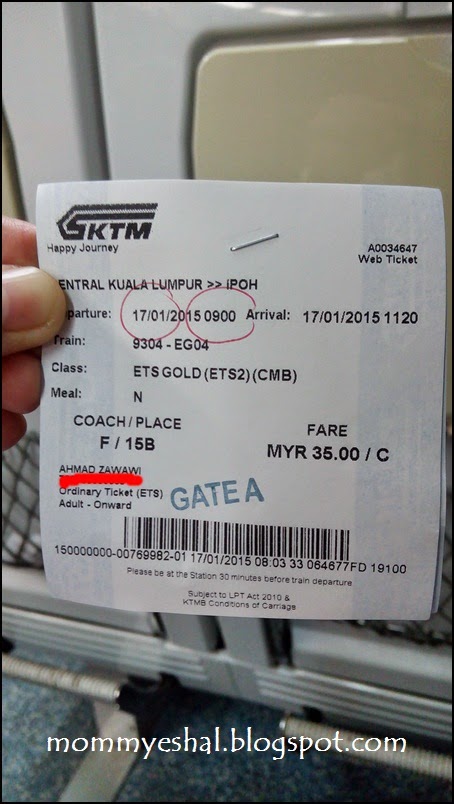 KTM
Happy Journey
A0034647
Web Ticket
ENTRAL KUALA LUMPUR >> IPOH
parture: 17/01/2015 0900 Arrival: 17/01/2015 1120
Train: 9304 - EG04
Class: ETS GOLD (ETS2) (CMB)
Meal: N
COACH / PLACE
F / 15B
FARE
MYR 35.00 / C
AHMAD ZAWAWI
Ordinary Ticket (ETS)
Adult - Onward
GATE A
150000000-00769982-01 17/01/2015 08:03 33 064677FD 19100
Please be at the Station 30 minutes before train departure
Subject to LPT Act 2010 &
KTMB Conditions of Carriage
mommyeshal.blogspot.com